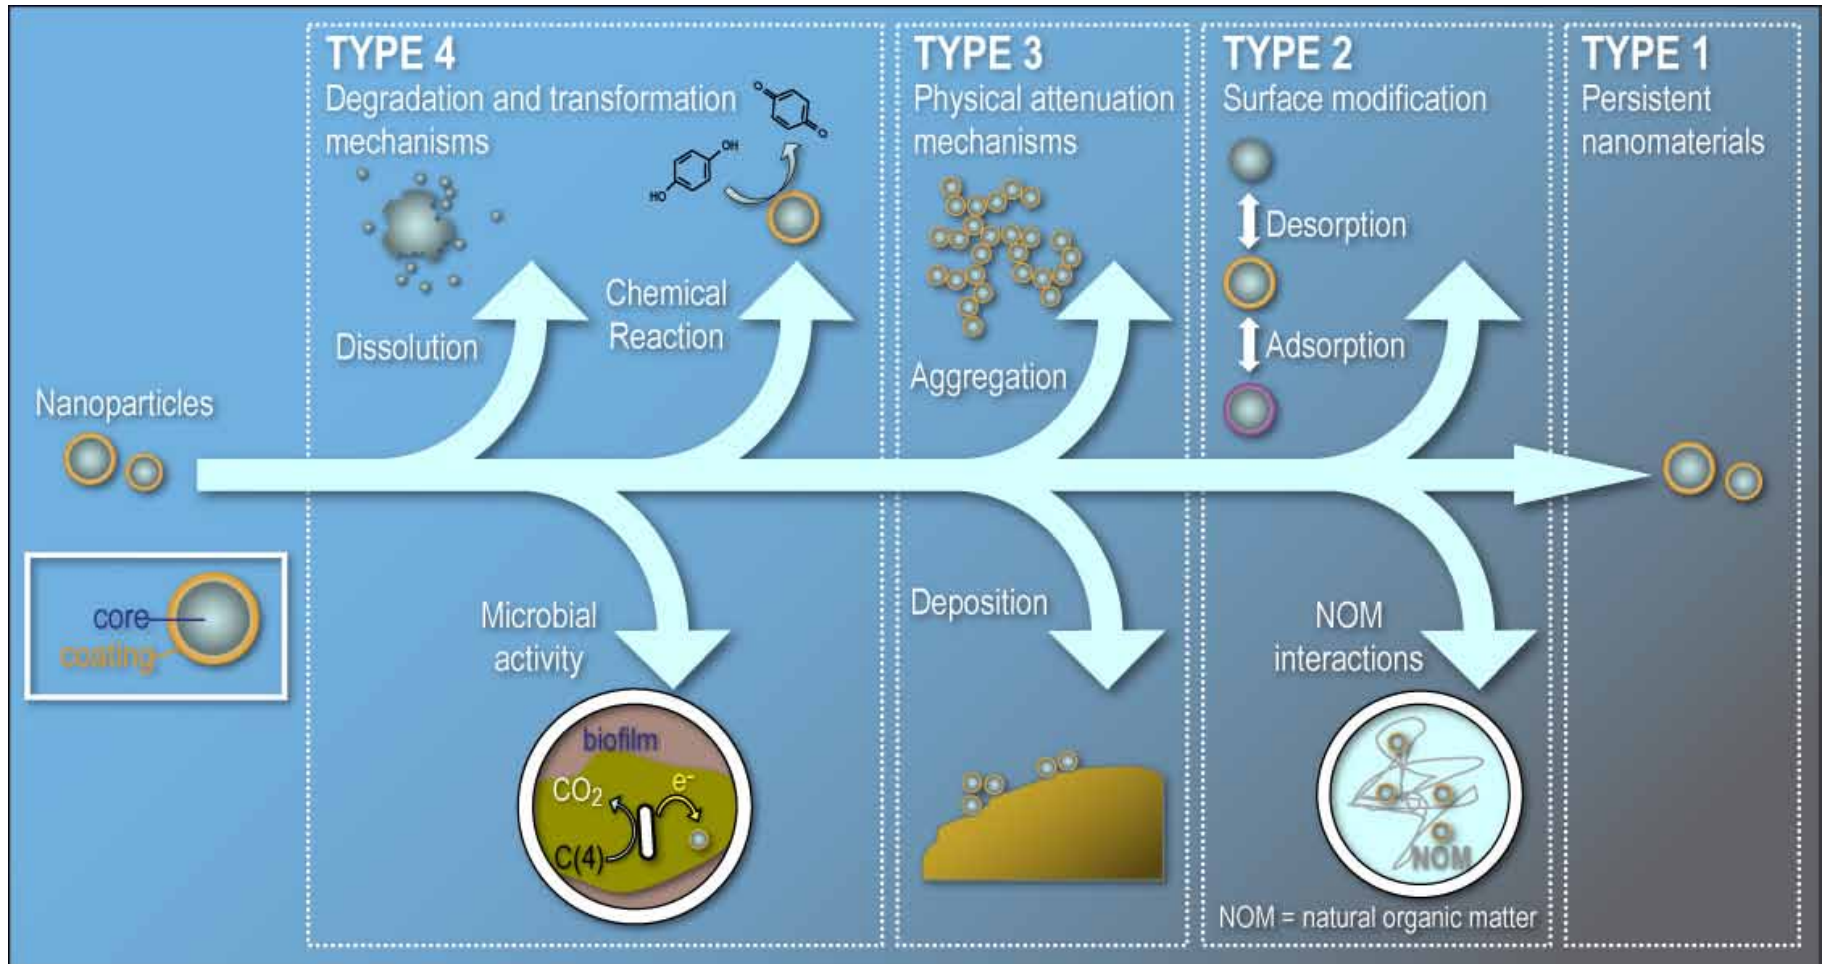 TYPE 4
Degradation and transformation
mechanisms
OH
HO
O
O
Dissolution
Chemical
Reaction
Microbial
activity
biofilm
CO₂
e⁻
C(4)
TYPE 3
Physical attenuation
mechanisms
Aggregation
Deposition
TYPE 2
Surface modification
Desorption
Adsorption
NOM
interactions
NOM
NOM = natural organic matter
TYPE 1
Persistent
nanomaterials
Nanoparticles
core
coating